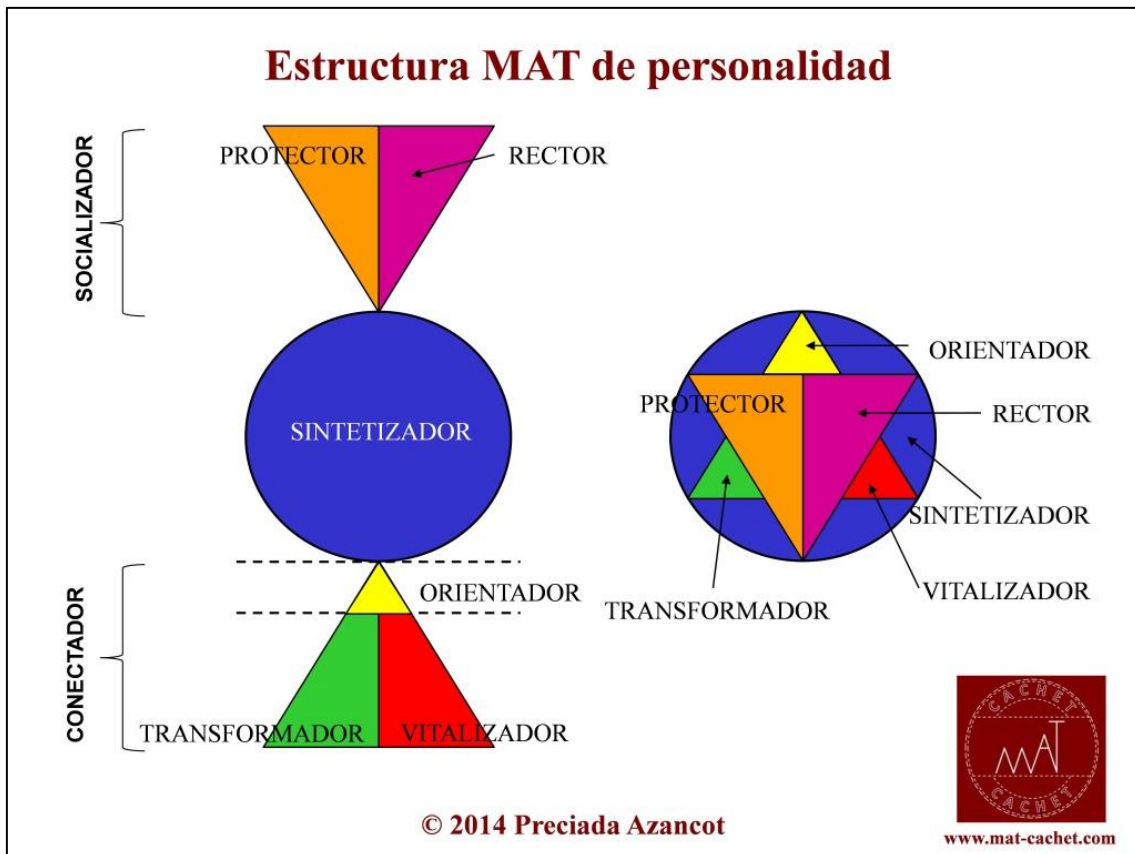 Estructura MAT de personalidad
SOCIALIZADOR
PROTECTOR
RECTOR
SINTETIZADOR
CONECTADOR
ORIENTADOR
TRANSFORMADOR
VITALIZADOR
ORIENTADOR
PROTECTOR
RECTOR
SINTETIZADOR
VITALIZADOR
TRANSFORMADOR
CACHET
MAT
CACHET
© 2014 Preciada Azancot
www.mat-cachet.com